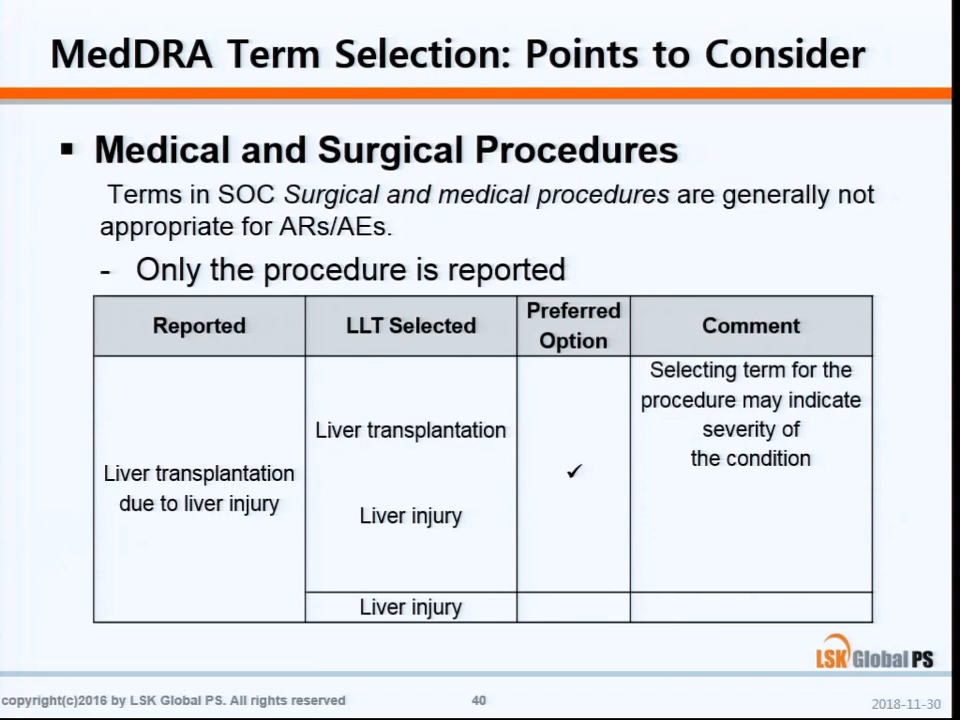 MedDRA Term Selection: Points to Consider
▪ Medical and Surgical Procedures
Terms in SOC Surgical and medical procedures are generally not
appropriate for ARs/AEs.
- Only the procedure is reported
Reported
LLT Selected
Preferred
Option
Comment
Liver transplantation
due to liver injury
Liver transplantation
Liver injury
✓
Selecting term for the
procedure may indicate
severity of
the condition
Liver injury
LSK Global PS
copyright(c)2016 by LSK Global PS. All rights reserved
40
2018-11-30